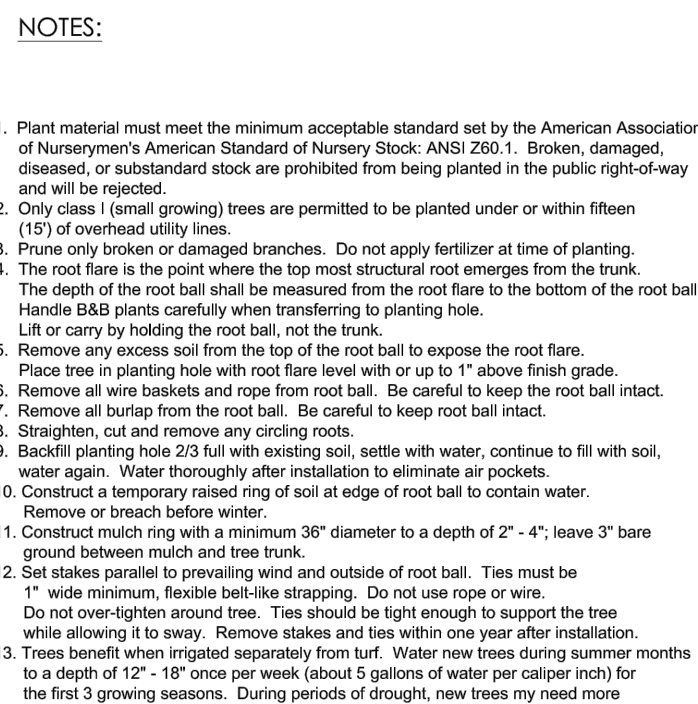 NOTES:
1. Plant material must meet the minimum acceptable standard set by the American Association
of Nurserymen's American Standard of Nursery Stock: ANSI Z60.1. Broken, damaged,
diseased, or substandard stock are prohibited from being planted in the public right-of-way
and will be rejected.
2. Only class I (small growing) trees are permitted to be planted under or within fifteen
(15') of overhead utility lines.
3. Prune only broken or damaged branches. Do not apply fertilizer at time of planting.
4. The root flare is the point where the top most structural root emerges from the trunk.
The depth of the root ball shall be measured from the root flare to the bottom of the root ball
Handle B&B plants carefully when transferring to planting hole.
Lift or carry by holding the root ball, not the trunk.
5. Remove any excess soil from the top of the root ball to expose the root flare.
Place tree in planting hole with root flare level with or up to 1" above finish grade.
6. Remove all wire baskets and rope from root ball. Be careful to keep the root ball intact.
7. Remove all burlap from the root ball. Be careful to keep root ball intact.
8. Straighten, cut and remove any circling roots.
9. Backfill planting hole 2/3 full with existing soil, settle with water, continue to fill with soil,
water again. Water thoroughly after installation to eliminate air pockets.
10. Construct a temporary raised ring of soil at edge of root ball to contain water.
Remove or breach before winter.
11. Construct mulch ring with a minimum 36" diameter to a depth of 2" - 4"; leave 3" bare
ground between mulch and tree trunk.
12. Set stakes parallel to prevailing wind and outside of root ball. Ties must be
1" wide minimum, flexible belt-like strapping. Do not use rope or wire.
Do not over-tighten around tree. Ties should be tight enough to support the tree
while allowing it to sway. Remove stakes and ties within one year after installation.
13. Trees benefit when irrigated separately from turf. Water new trees during summer months
to a depth of 12" - 18" once per week (about 5 gallons of water per caliper inch) for
the first 3 growing seasons. During periods of drought, new trees my need more